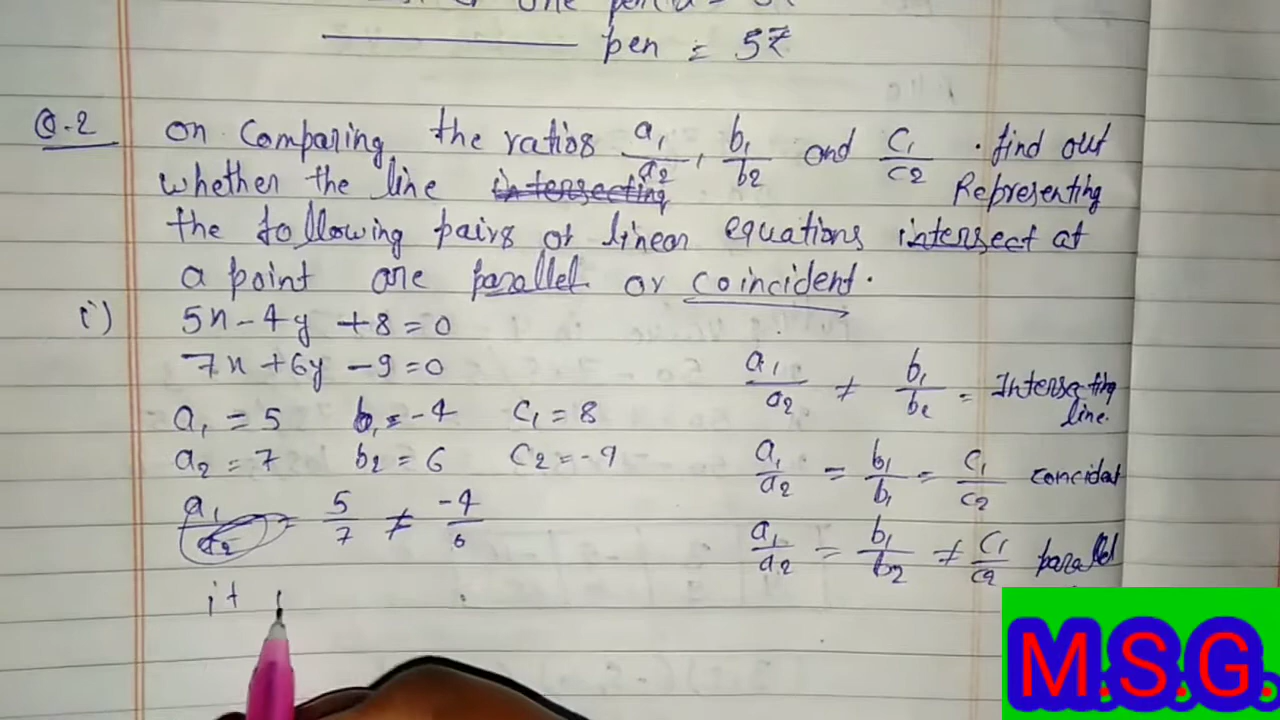 pen = 5₹
Q.2 on Comparing the ratios a1/a2, b1/b2 and C1/C2 . find out
whether the line intersecting Representing
the following pairs of linear equations intersect at
a point are parallel or coincident.
i) 5x - 4y + 8 = 0
7x + 6y - 9 = 0
a1 = 5 b1 = -4 C1 = 8
a2 = 7 b2 = 6 C2 = -9
a1/a2 = 5/7 ≠ -4/6
it
a1/a2 ≠ b1/b2 = Intersecting
line.
a1/a2 = b1/b1 = C1/C2 concidat
a1/a2 = b1/b2 ≠ C1/C2 parallel
M.S.G.